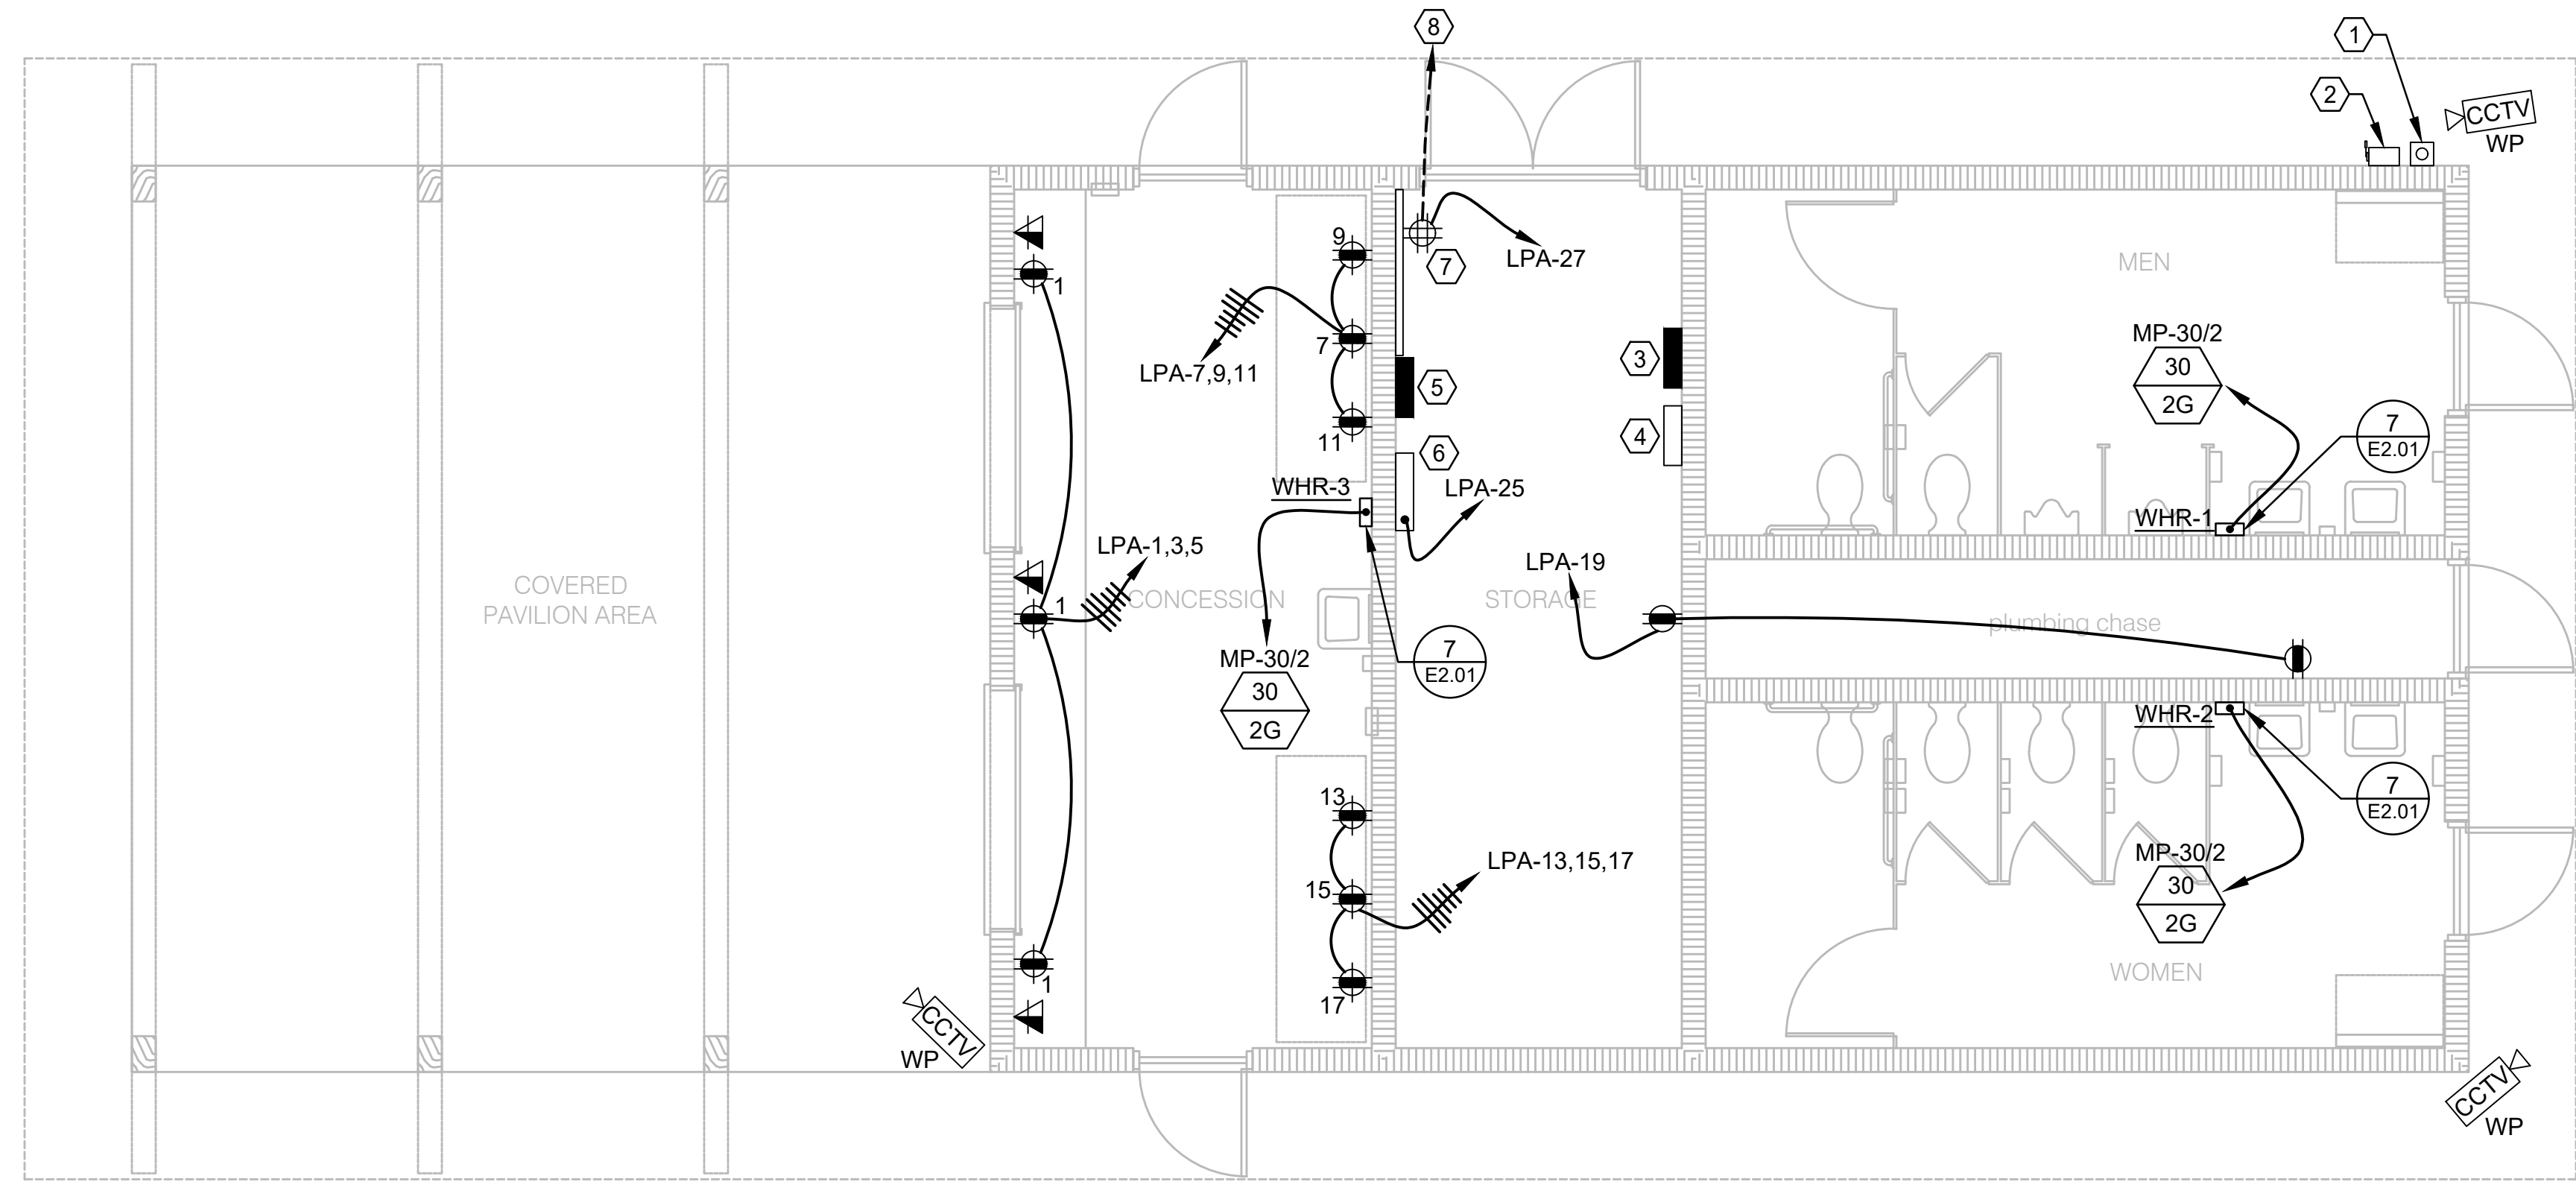 8
1
2
CCTV
WP
9
1
7
LPA-27
MEN
7
LPA-7,9,11
11
5
3
4
MP-30/2
30
2G
7
E2.01
6
WHR-3
LPA-25
WHR-1
LPA-1,3,5
LPA-19
COVERED
PAVILION AREA
1
CONCESSION
STORAGE
plumbing chase
MP-30/2
30
2G
7
E2.01
WHR-2
7
E2.01
13
15
LPA-13,15,17
MP-30/2
30
2G
1
17
WOMEN
CCTV
WP
CCTV
WP